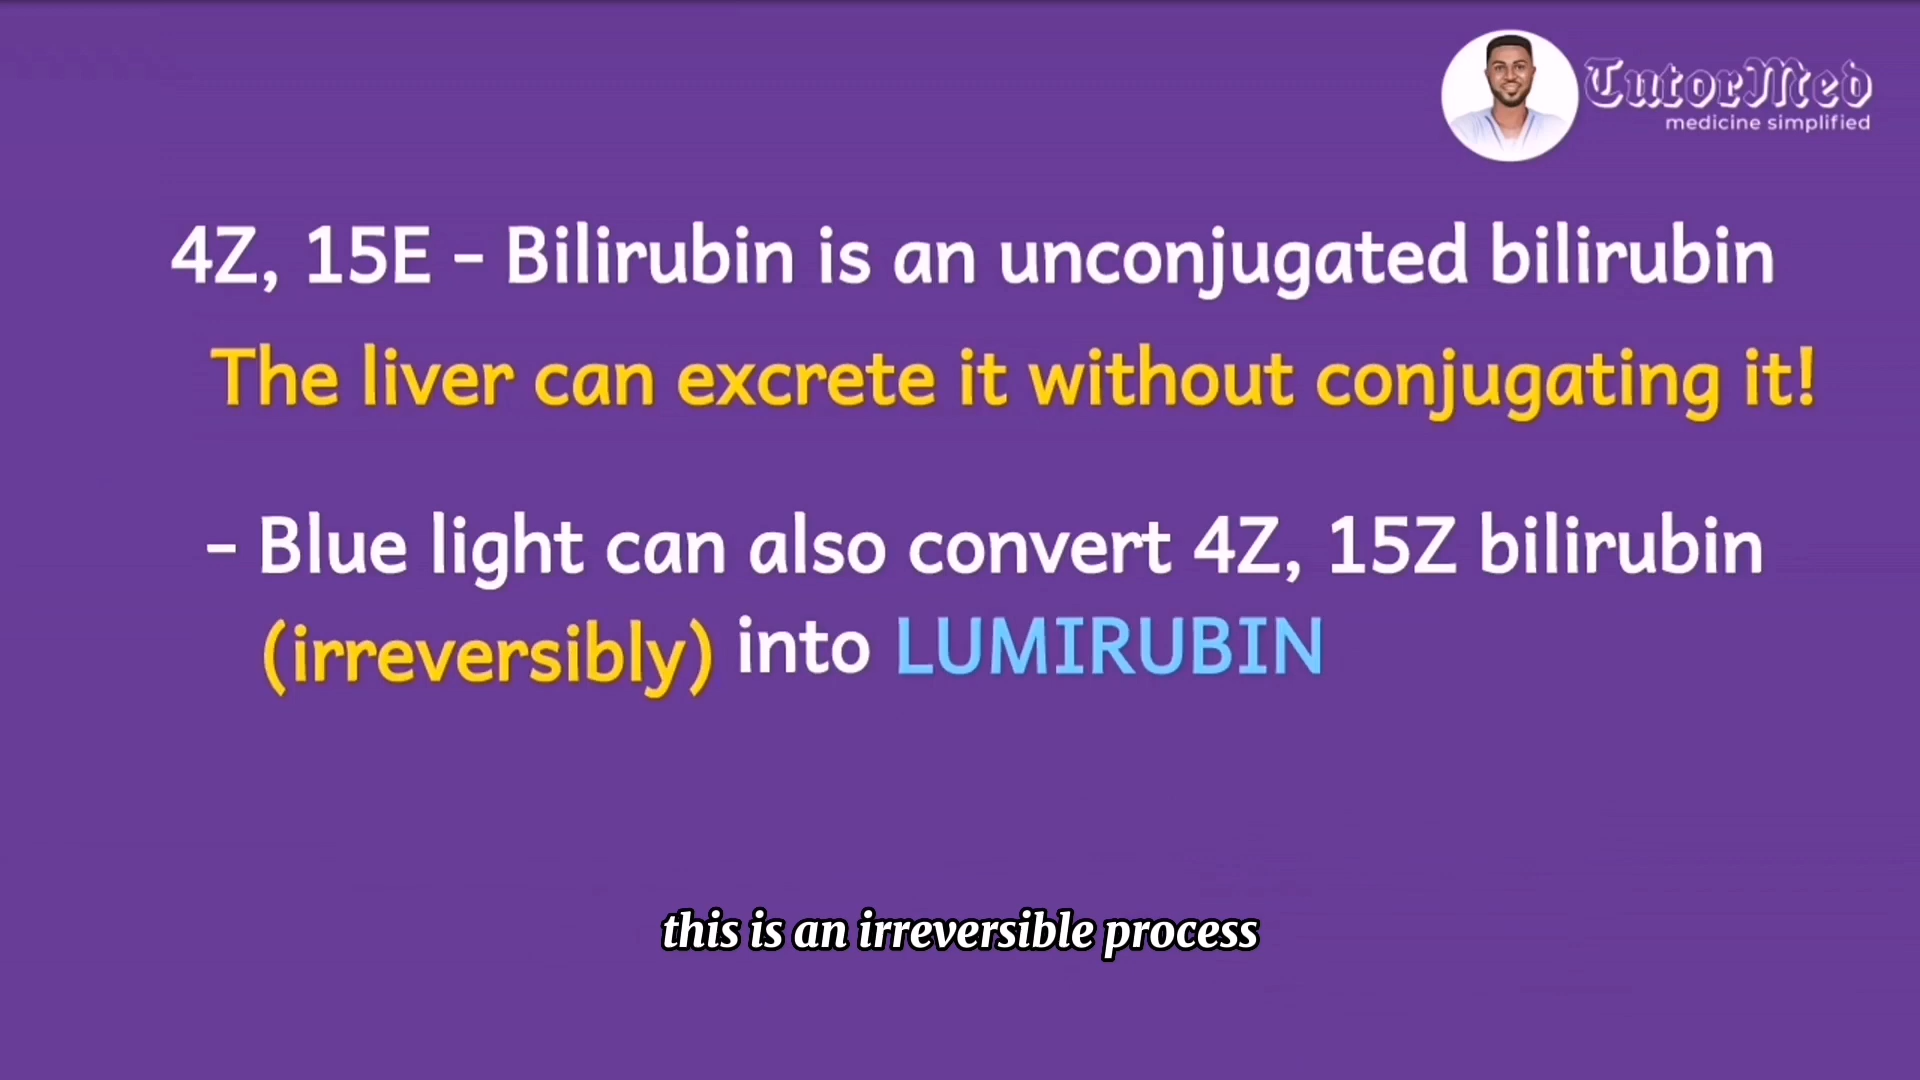 TutorMed
medicine simplified
4Z, 15E - Bilirubin is an unconjugated bilirubin
The liver can excrete it without conjugating it!
- Blue light can also convert 4Z, 15Z bilirubin
(irreversibly) into LUMIRUBIN
this is an irreversible process